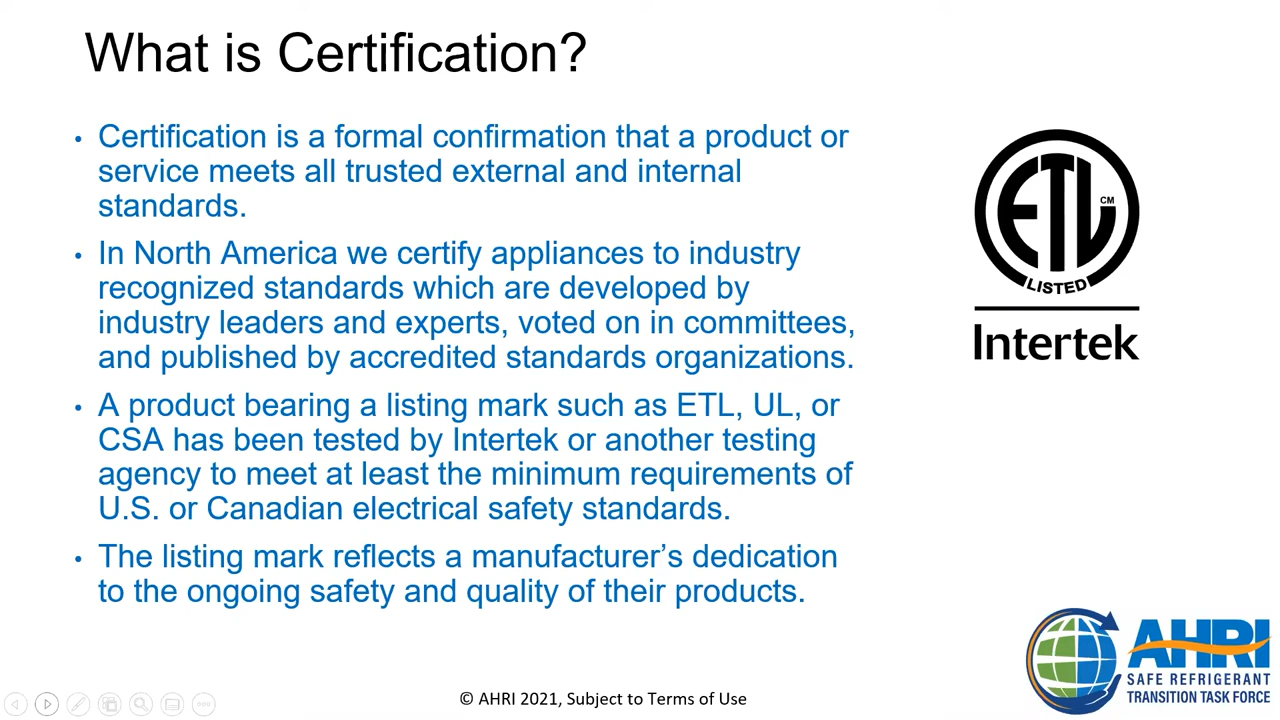 What is Certification?
• Certification is a formal confirmation that a product or
service meets all trusted external and internal
standards.
• In North America we certify appliances to industry
recognized standards which are developed by
industry leaders and experts, voted on in committees,
and published by accredited standards organizations.
• A product bearing a listing mark such as ETL, UL, or
CSA has been tested by Intertek or another testing
agency to meet at least the minimum requirements of
U.S. or Canadian electrical safety standards.
• The listing mark reflects a manufacturer’s dedication
to the ongoing safety and quality of their products.
ETL CM
LISTED
Intertek
AHRI
SAFE REFRIGERANT
TRANSITION TASK FORCE
© AHRI 2021, Subject to Terms of Use